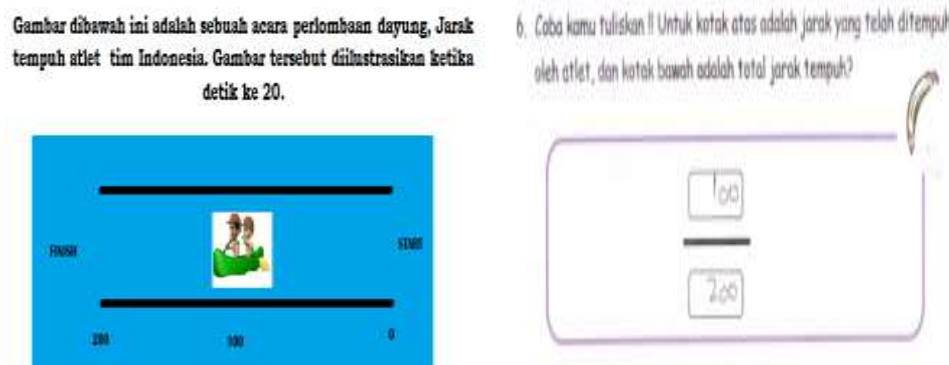 Gambar dibawah ini adalah sebuah acara perlombaan dayung, Jarak
tempuh atlet tim Indonesia. Gambar tersebut diilustrasikan ketika
detik ke 20.
FINISH
START
200
100
0
6. Coba kamu tuliskan !! Untuk kotak atas adalah jarak yang telah ditempu
oleh atlet, dan kotak bawah adalah total jarak tempuh?
100
200